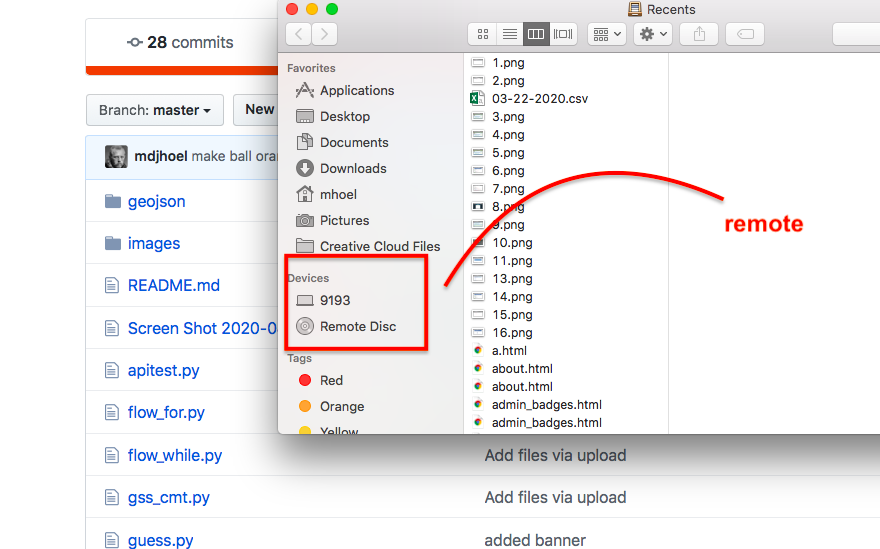 28 commits
Branch: master
New
mdjhoel make ball oran
geojson
images
README.md
Screen Shot 2020-0
apitest.py
flow_for.py
flow_while.py
Add files via upload
gss_cmt.py
Add files via upload
guess.py
added banner
Recents
Favorites
Applications
Desktop
Documents
Downloads
mhoel
Pictures
Creative Cloud Files
Devices
9193
Remote Disc
Tags
Red
Orange
Yellow
1.png
2.png
03-22-2020.csv
3.png
4.png
5.png
6.png
7.png
8.png
9.png
10.png
11.png
13.png
14.png
15.png
16.png
a.html
about.html
about.html
admin_badges.html
admin_badges.html
remote